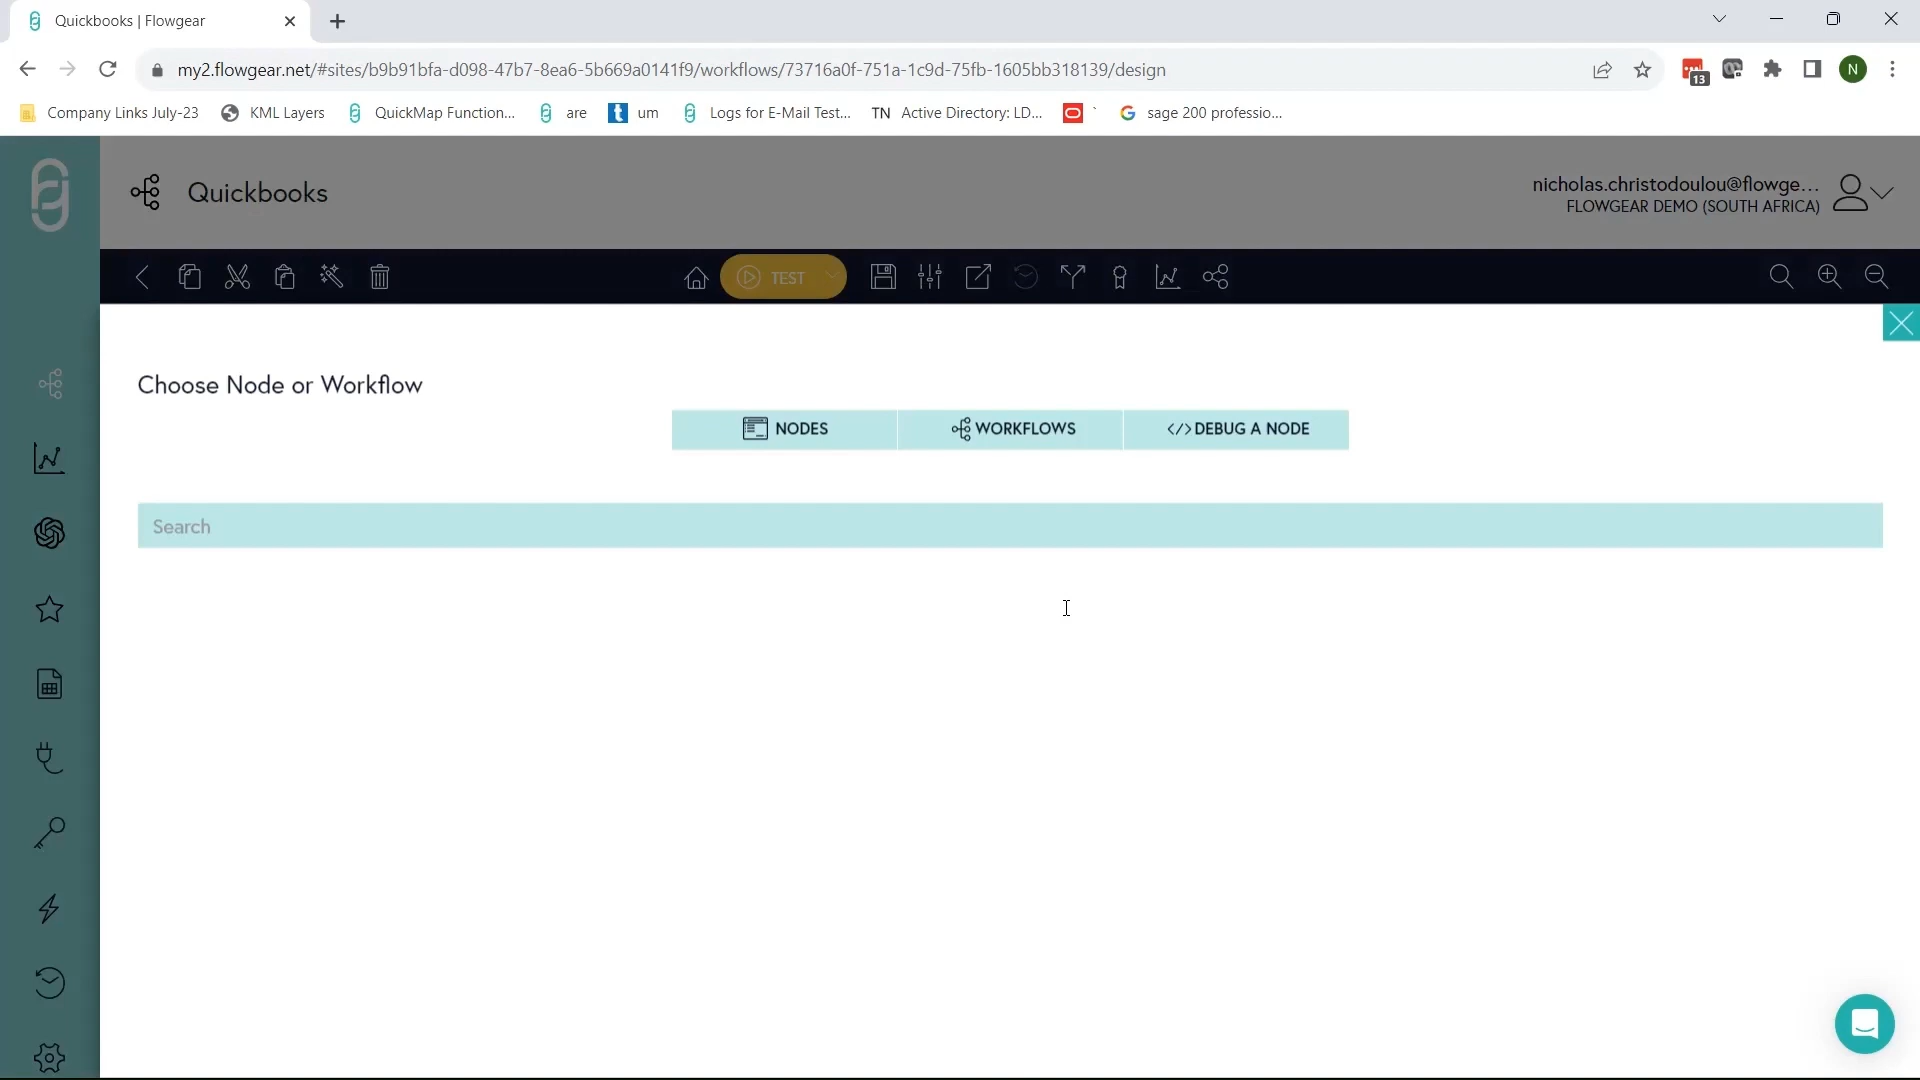 Quickbooks | Flowgear
my2.flowgear.net/#sites/b9b91bfa-d098-47b7-8ea6-5b669a0141f9/workflows/73716a0f-751a-1c9d-75fb-1605bb318139/design
13
N
Company Links July-23
KML Layers
QuickMap Function...
are
um
Logs for E-Mail Test...
TN Active Directory: LD...
`
sage 200 professio...
Quickbooks
nicholas.christodoulou@flowge...
FLOWGEAR DEMO (SOUTH AFRICA)
TEST
Choose Node or Workflow
NODES
WORKFLOWS
</> DEBUG A NODE
Search